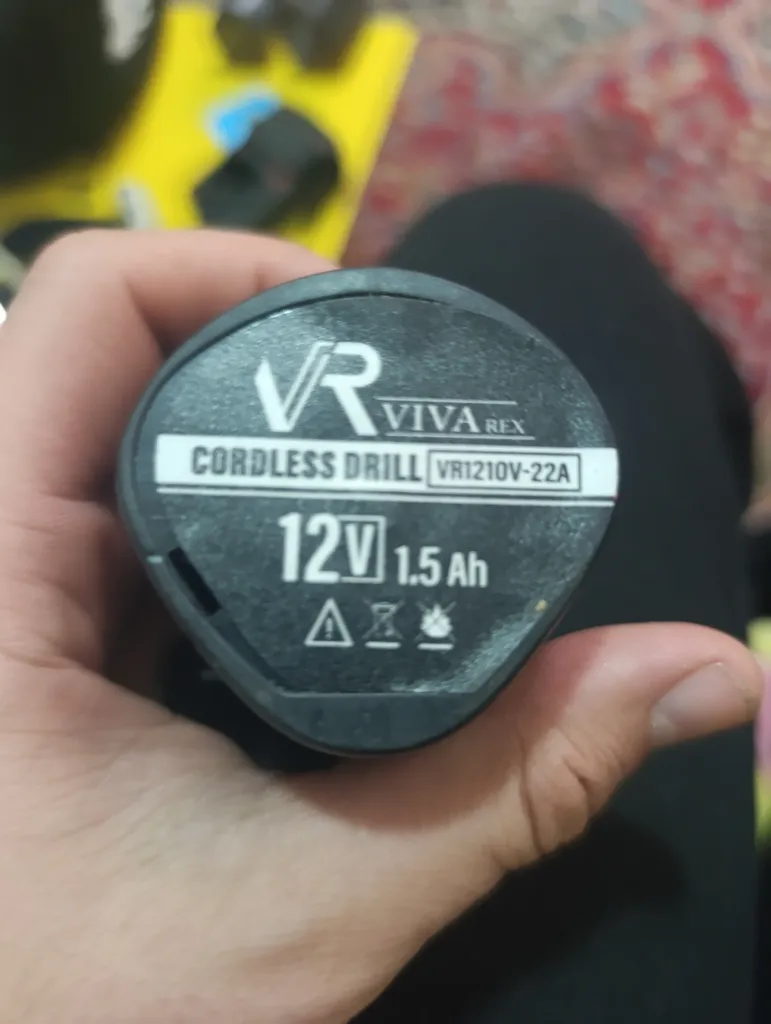 VR VIVA REX
CORDLESS DRILL VR1210V-22A
12V 1.5 Ah